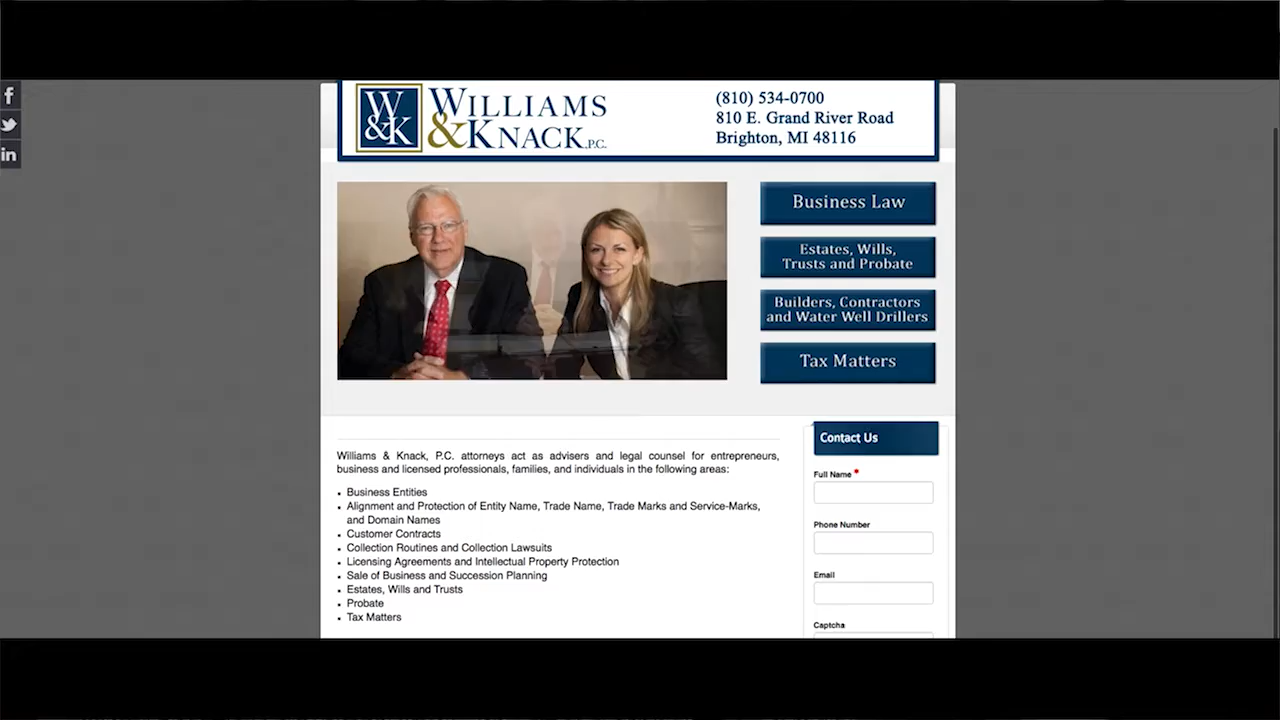 W
&K
WILLIAMS
&KNACK,P.C.
(810) 534-0700
810 E. Grand River Road
Brighton, MI 48116
f
in
Business Law
Estates, Wills,
Trusts and Probate
Builders, Contractors
and Water Well Drillers
Tax Matters
Williams & Knack, P.C. attorneys act as advisers and legal counsel for entrepreneurs,
business and licensed professionals, families, and individuals in the following areas:
• Business Entities
• Alignment and Protection of Entity Name, Trade Name, Trade Marks and Service-Marks,
and Domain Names
• Customer Contracts
• Collection Routines and Collection Lawsuits
• Licensing Agreements and Intellectual Property Protection
• Sale of Business and Succession Planning
• Estates, Wills and Trusts
• Probate
• Tax Matters
Contact Us
Full Name *
Phone Number
Email
Captcha